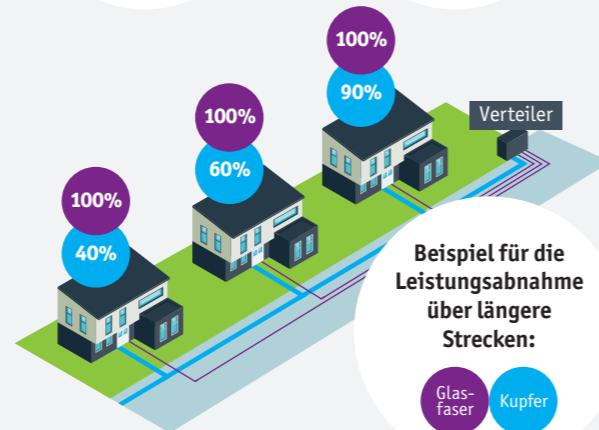 100%
90%
100%
60%
100%
40%
Verteiler
Beispiel für die
Leistungsabnahme
über längere
Strecken:
Glas-
faser
Kupfer